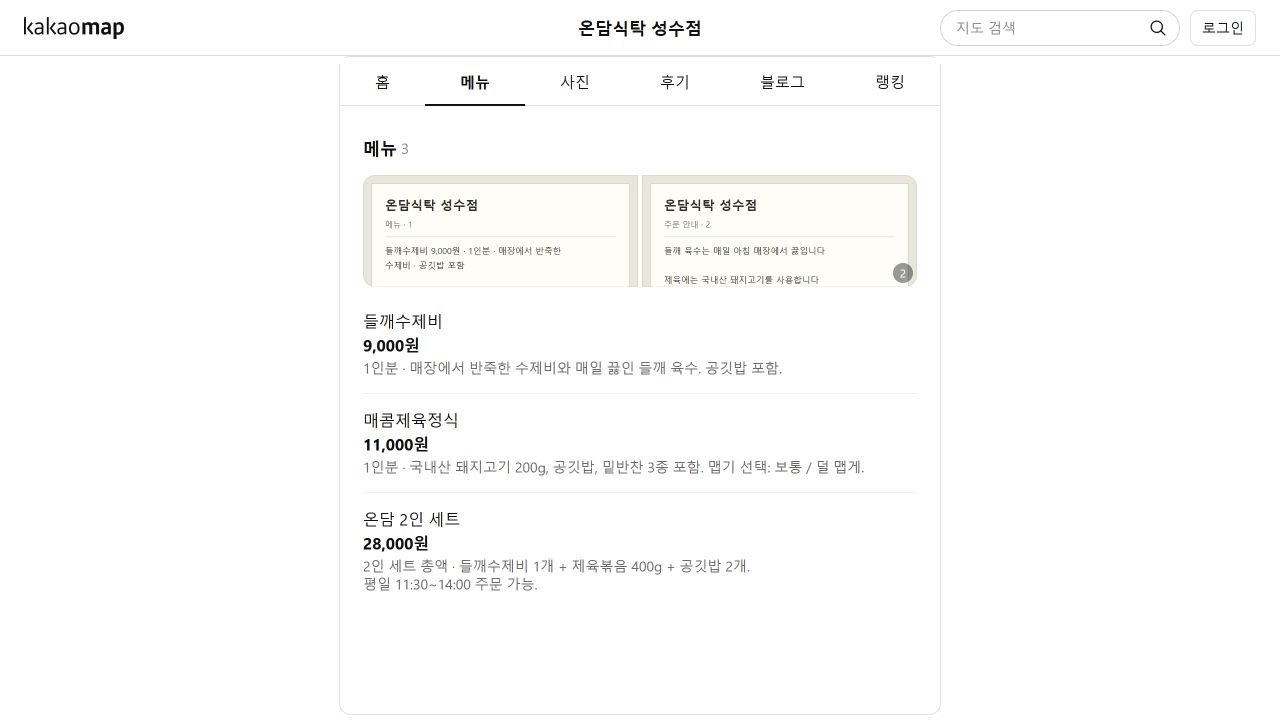 kakaomap
온담식탁 성수점
지도 검색
로그인
홈
메뉴
사진
후기
블로그
랭킹
메뉴 3
온담식탁 성수점
메뉴 · 1
들깨수제비 9,000원 · 1인분 · 매장에서 반죽한
수제비 · 공깃밥 포함
온담식탁 성수점
주문 안내 · 2
들깨 육수는 매일 아침 매장에서 끓입니다
제육에는 국내산 돼지고기를 사용합니다
2
들깨수제비
9,000원
1인분 · 매장에서 반죽한 수제비와 매일 끓인 들깨 육수. 공깃밥 포함.
매콤제육정식
11,000원
1인분 · 국내산 돼지고기 200g, 공깃밥, 밑반찬 3종 포함. 맵기 선택: 보통 / 덜 맵게.
온담 2인 세트
28,000원
2인 세트 총액 · 들깨수제비 1개 + 제육볶음 400g + 공깃밥 2개.
평일 11:30~14:00 주문 가능.